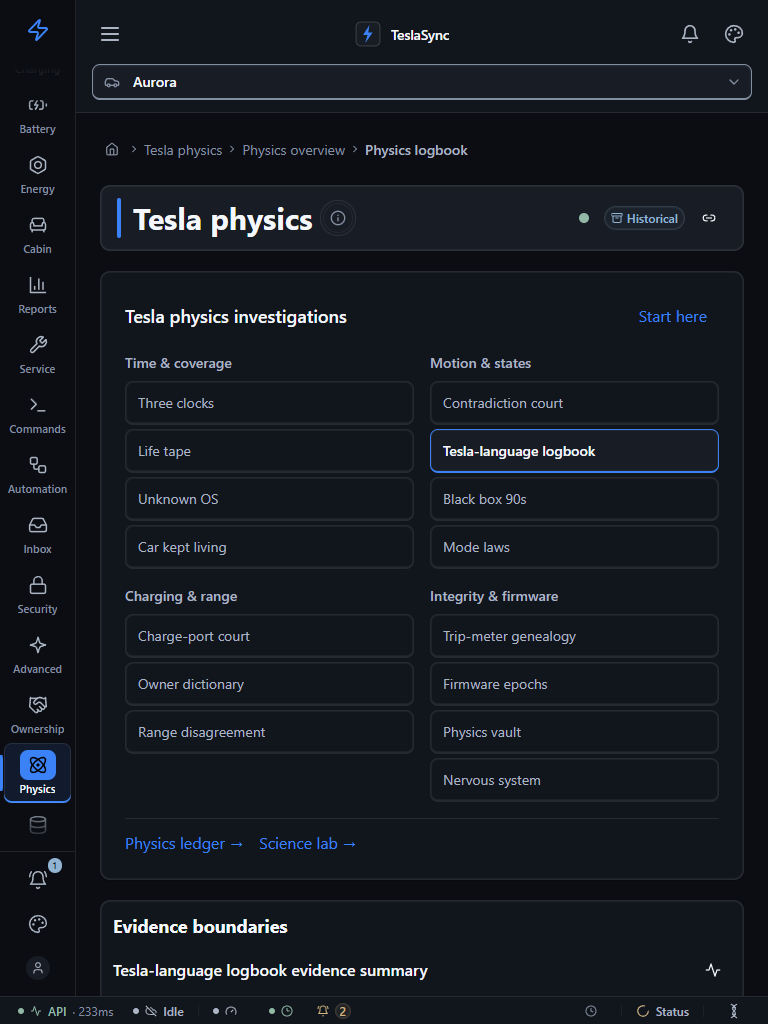 TeslaSync
Aurora
Charging
Battery
Energy
Cabin
Reports
Service
Commands
Automation
Inbox
Security
Advanced
Ownership
Physics
1
Tesla physics > Physics overview > Physics logbook
Tesla physics
Historical
Tesla physics investigations
Start here
Time & coverage
Three clocks
Life tape
Unknown OS
Car kept living
Motion & states
Contradiction court
Tesla-language logbook
Black box 90s
Mode laws
Charging & range
Charge-port court
Owner dictionary
Range disagreement
Integrity & firmware
Trip-meter genealogy
Firmware epochs
Physics vault
Nervous system
Physics ledger → Science lab →
Evidence boundaries
Tesla-language logbook evidence summary
API · 233ms Idle 2 Status